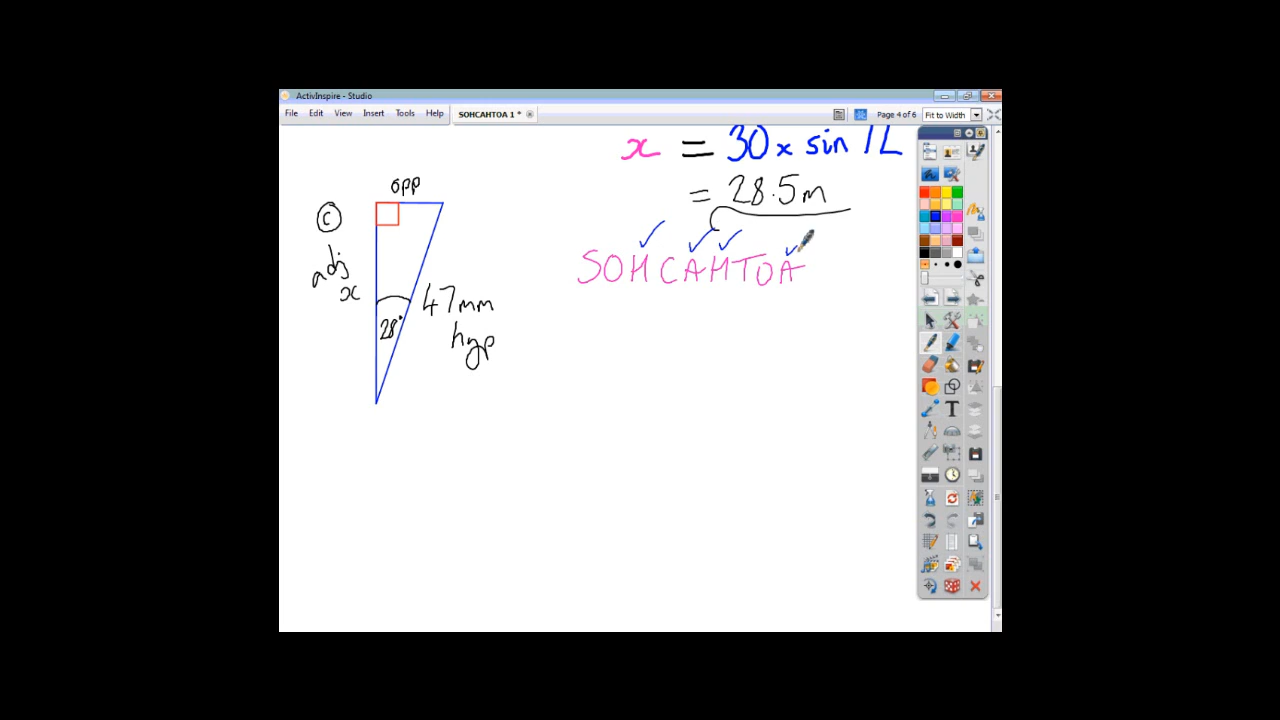 ActivInspire - Studio
File Edit View Insert Tools Help SOHCAHTOA 1 * Page 4 of 6 Fit to Width
x = 30 x sin
= 28.5m
opp
c
adj
x
28°
47mm
hyp
SOHCAHTOA
T